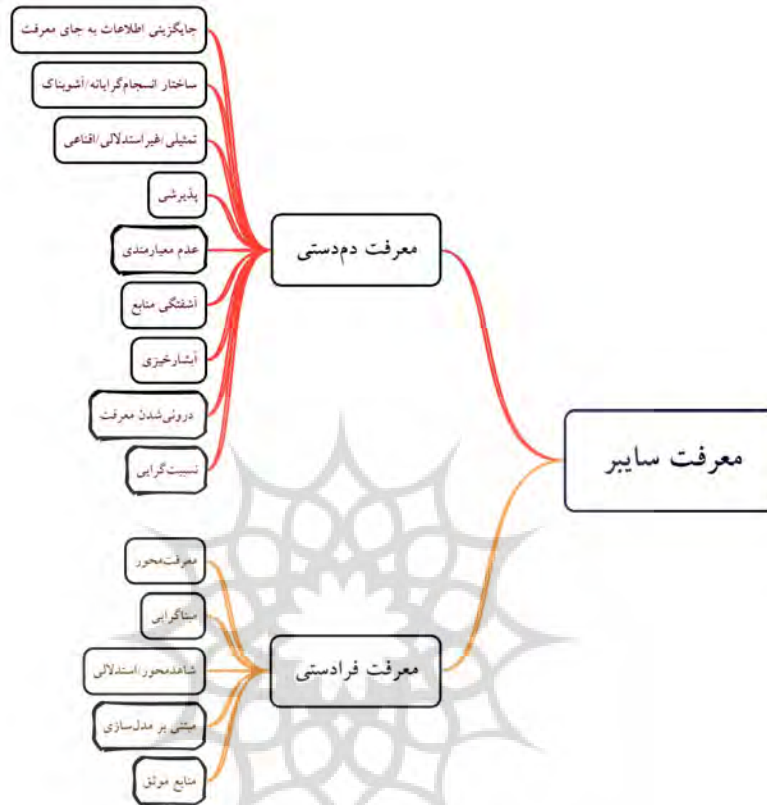 معرفت سایبر
معرفت دم‌دستی
جایگزینی اطلاعات به جای معرفت
ساختار انسجام‌گرایانه/آشوبناک
تمثیلی/غیراستدلالی/اقناعی
پذیرشی
عدم معیارمندی
آشفتگی منابع
آبشارخیزی
درونی‌شدن معرفت
نسبیت‌گرایی
معرفت فرادستی
معرفت‌محور
مبناگرایی
شاهدمحور/استدلالی
مبتنی بر مدل‌سازی
منابع موثق